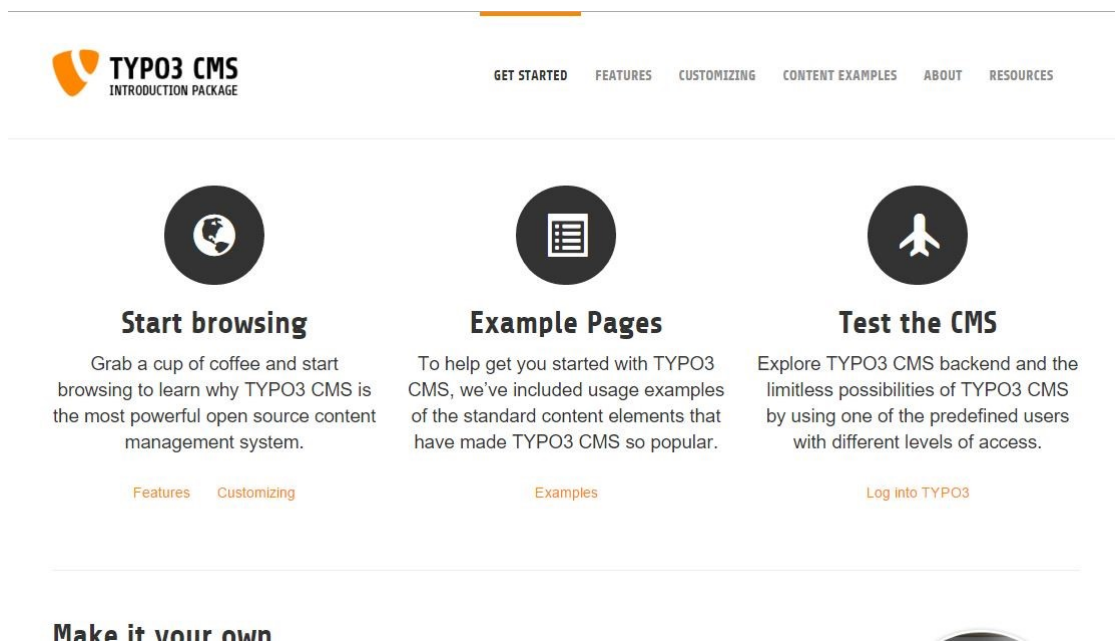 TYPO3 CMS
INTRODUCTION PACKAGE
GET STARTED FEATURES CUSTOMIZING CONTENT EXAMPLES ABOUT RESOURCES
Start browsing
Grab a cup of coffee and start
browsing to learn why TYPO3 CMS is
the most powerful open source content
management system.
Features Customizing
Example Pages
To help get you started with TYPO3
CMS, we've included usage examples
of the standard content elements that
have made TYPO3 CMS so popular.
Examples
Test the CMS
Explore TYPO3 CMS backend and the
limitless possibilities of TYPO3 CMS
by using one of the predefined users
with different levels of access.
Log into TYPO3
Make it your own